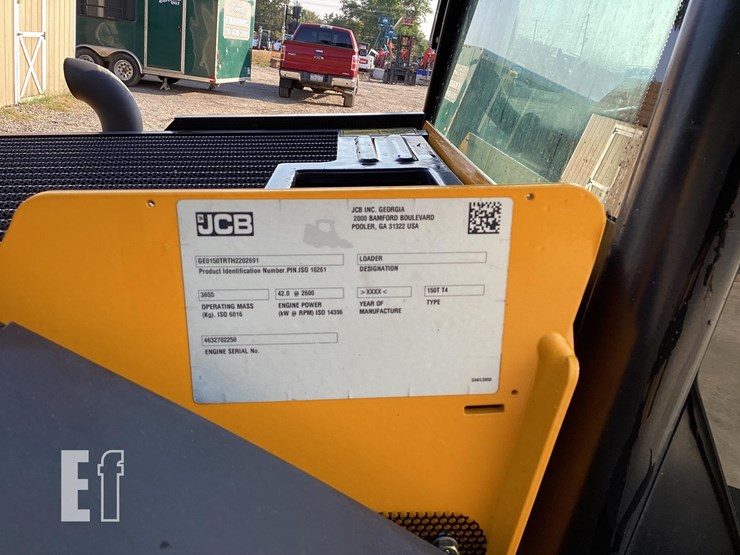 JCB
JCB INC. GEORGIA
2000 BAMFORD BOULEVARD
POOLER, GA 31322 USA
GE0150TRTH2202691
Product Identification Number.PIN.ISO 10261
LOADER
DESIGNATION
3655
OPERATING MASS
(Kg). ISO 6016
42.0 @ 2600
ENGINE POWER
(kW @ RPM) ISO 14396
>XXXX<
YEAR OF
MANUFACTURE
150T T4
TYPE
4632702250
ENGINE SERIAL No.
Ef